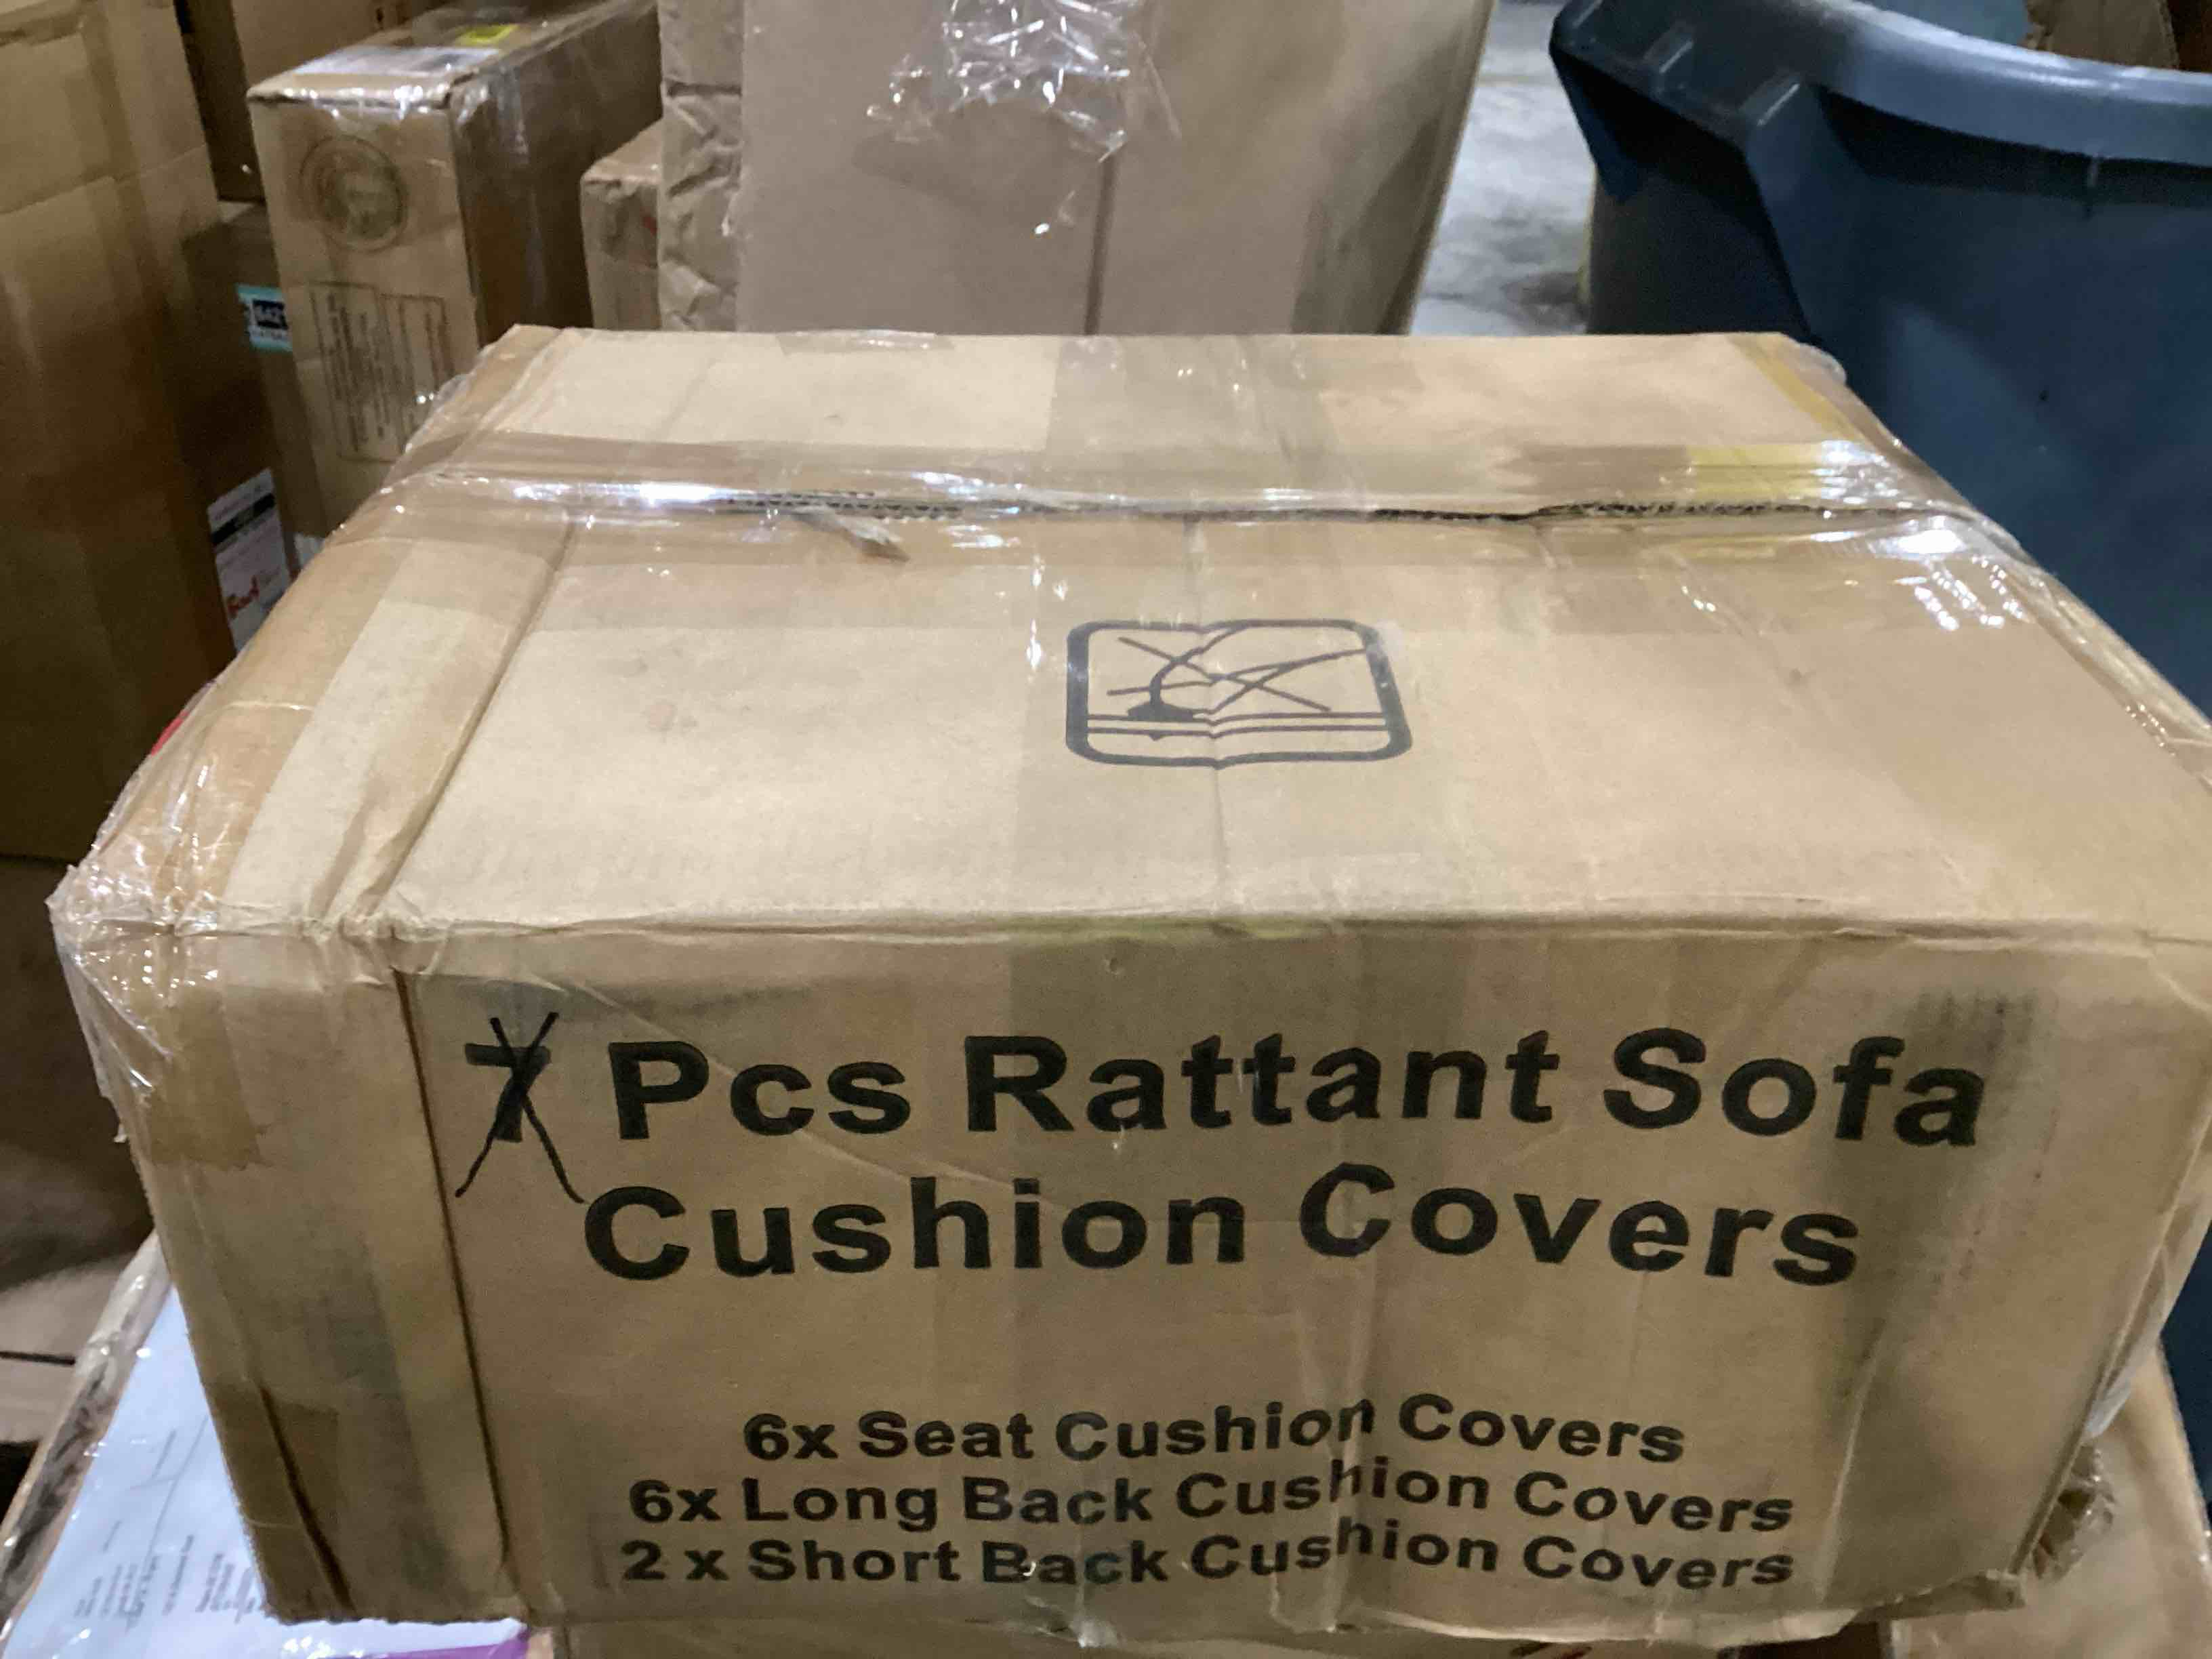 7 Pcs Rattant Sofa
Cushion Covers
6x Seat Cushion Covers
6x Long Back Cushion Covers
2 x Short Back Cushion Covers